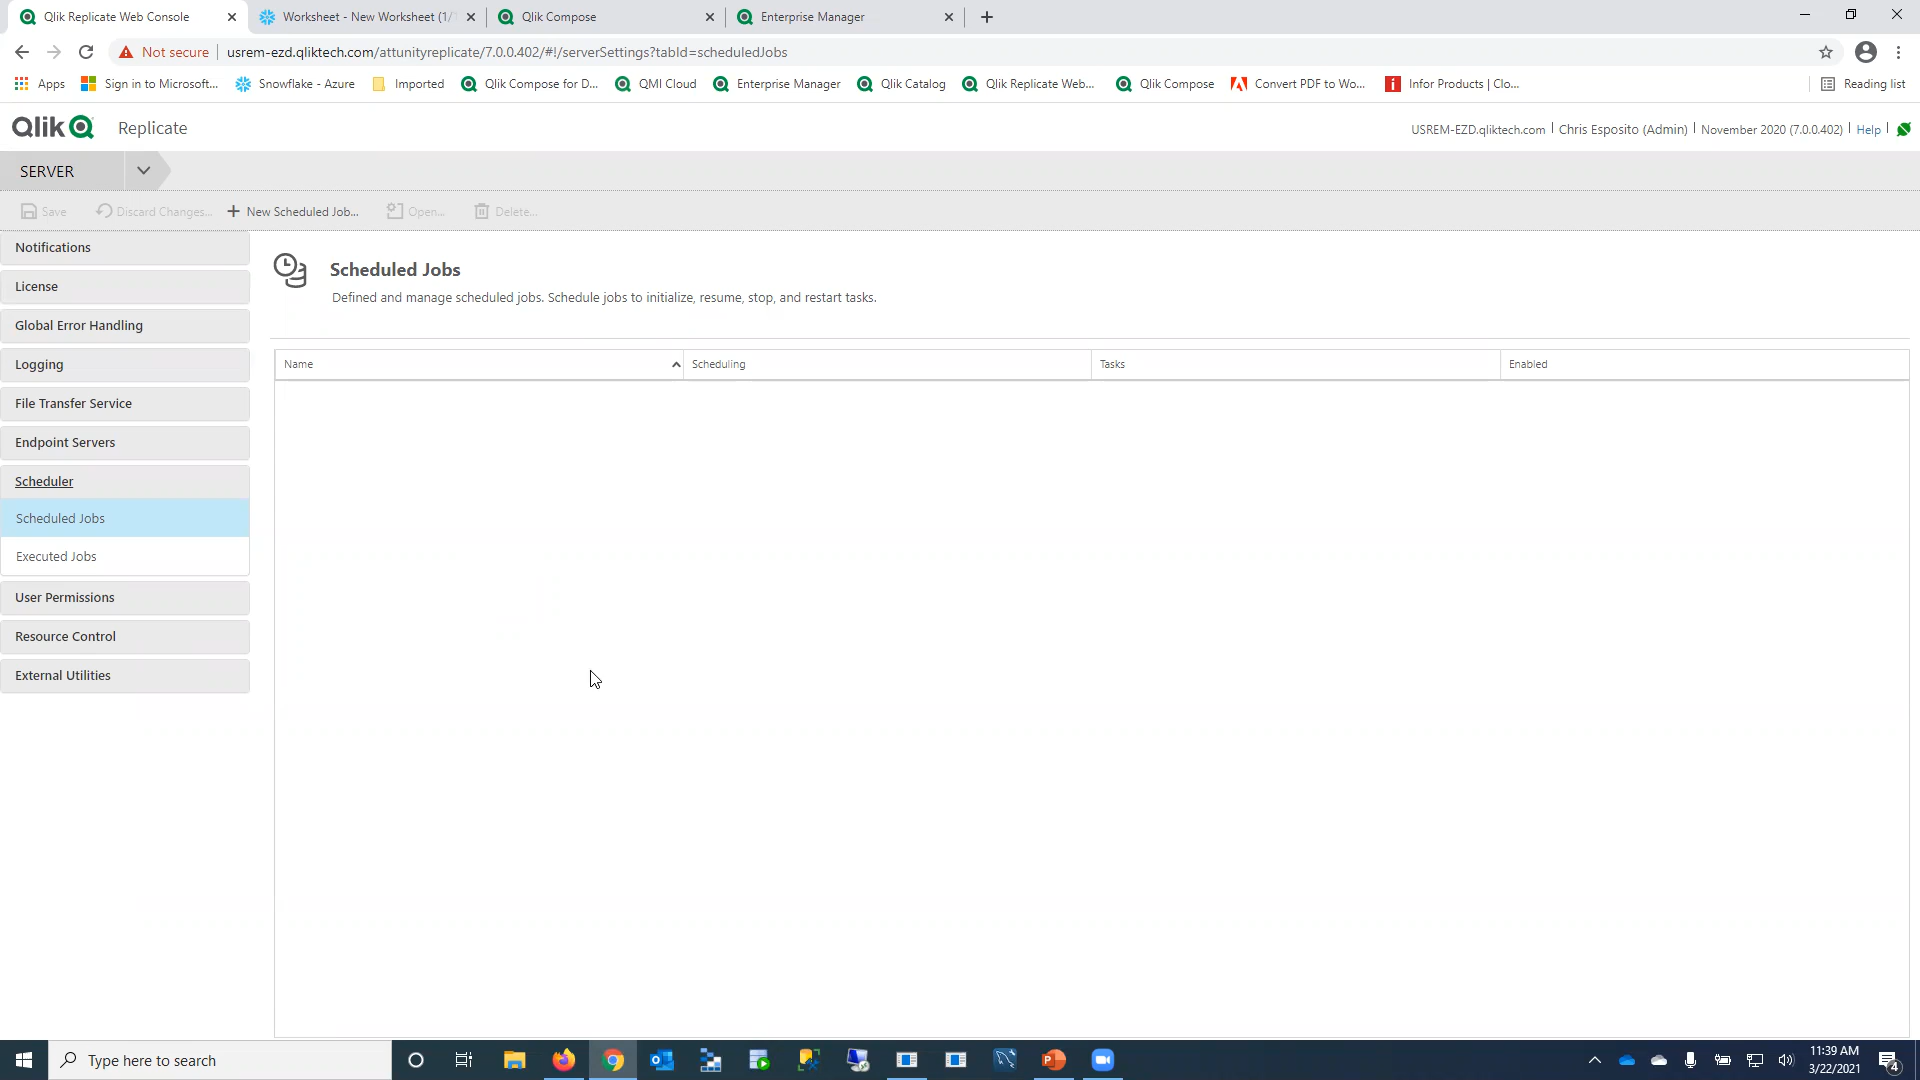 Qlik Replicate Web Console
Worksheet - New Worksheet (1/
Qlik Compose
Enterprise Manager
Not secure
usrem-ezd.qliktech.com/attunityreplicate/7.0.0.402/#!/serverSettings?tabId=scheduledJobs
Apps
Sign in to Microsoft...
Snowflake - Azure
Imported
Qlik Compose for D...
QMI Cloud
Enterprise Manager
Qlik Catalog
Qlik Replicate Web...
Qlik Compose
Convert PDF to Wo...
Infor Products | Clo...
Reading list
Qlik Replicate
USREM-EZD.qliktech.com
Chris Esposito (Admin)
November 2020 (7.0.0.402)
Help
SERVER
Save
Discard Changes...
New Scheduled Job...
Open...
Delete...
Notifications
License
Global Error Handling
Logging
File Transfer Service
Endpoint Servers
Scheduler
Scheduled Jobs
Executed Jobs
User Permissions
Resource Control
External Utilities
Scheduled Jobs
Defined and manage scheduled jobs. Schedule jobs to initialize, resume, stop, and restart tasks.
Name
Scheduling
Tasks
Enabled
Type here to search
11:39 AM
3/22/2021
4